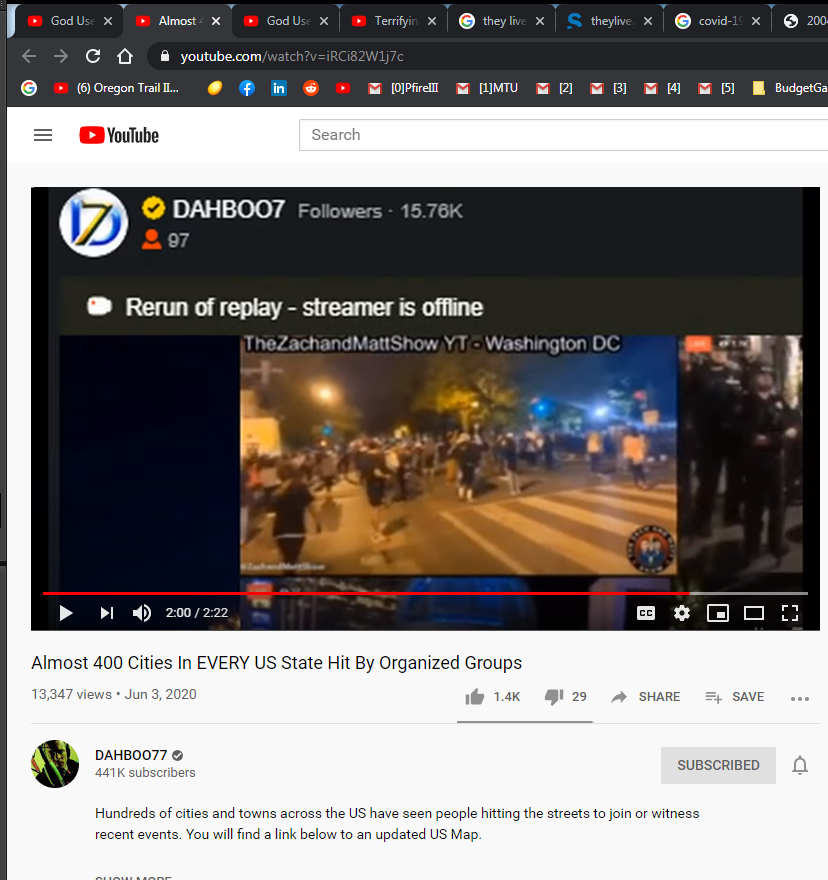 God Use
Almost
God Use
Terrifyin
they live
theylive.
covid-19
200
youtube.com/watch?v=iRCi82W1j7c
(6) Oregon Trail II...
[0]PfireIII
[1]MTU
[2]
[3]
[4]
[5]
BudgetGa
YouTube
Search
DAHBOO7 Followers · 15.76K
97
Rerun of replay - streamer is offline
TheZachandMattShow YT - Washington DC
LIVE
@ZachandMattShow
2:00 / 2:22
CC
Almost 400 Cities In EVERY US State Hit By Organized Groups
13,347 views • Jun 3, 2020
1.4K
29
SHARE
SAVE
DAHBOO77
441K subscribers
SUBSCRIBED
Hundreds of cities and towns across the US have seen people hitting the streets to join or witness
recent events. You will find a link below to an updated US Map.
SHOW MORE